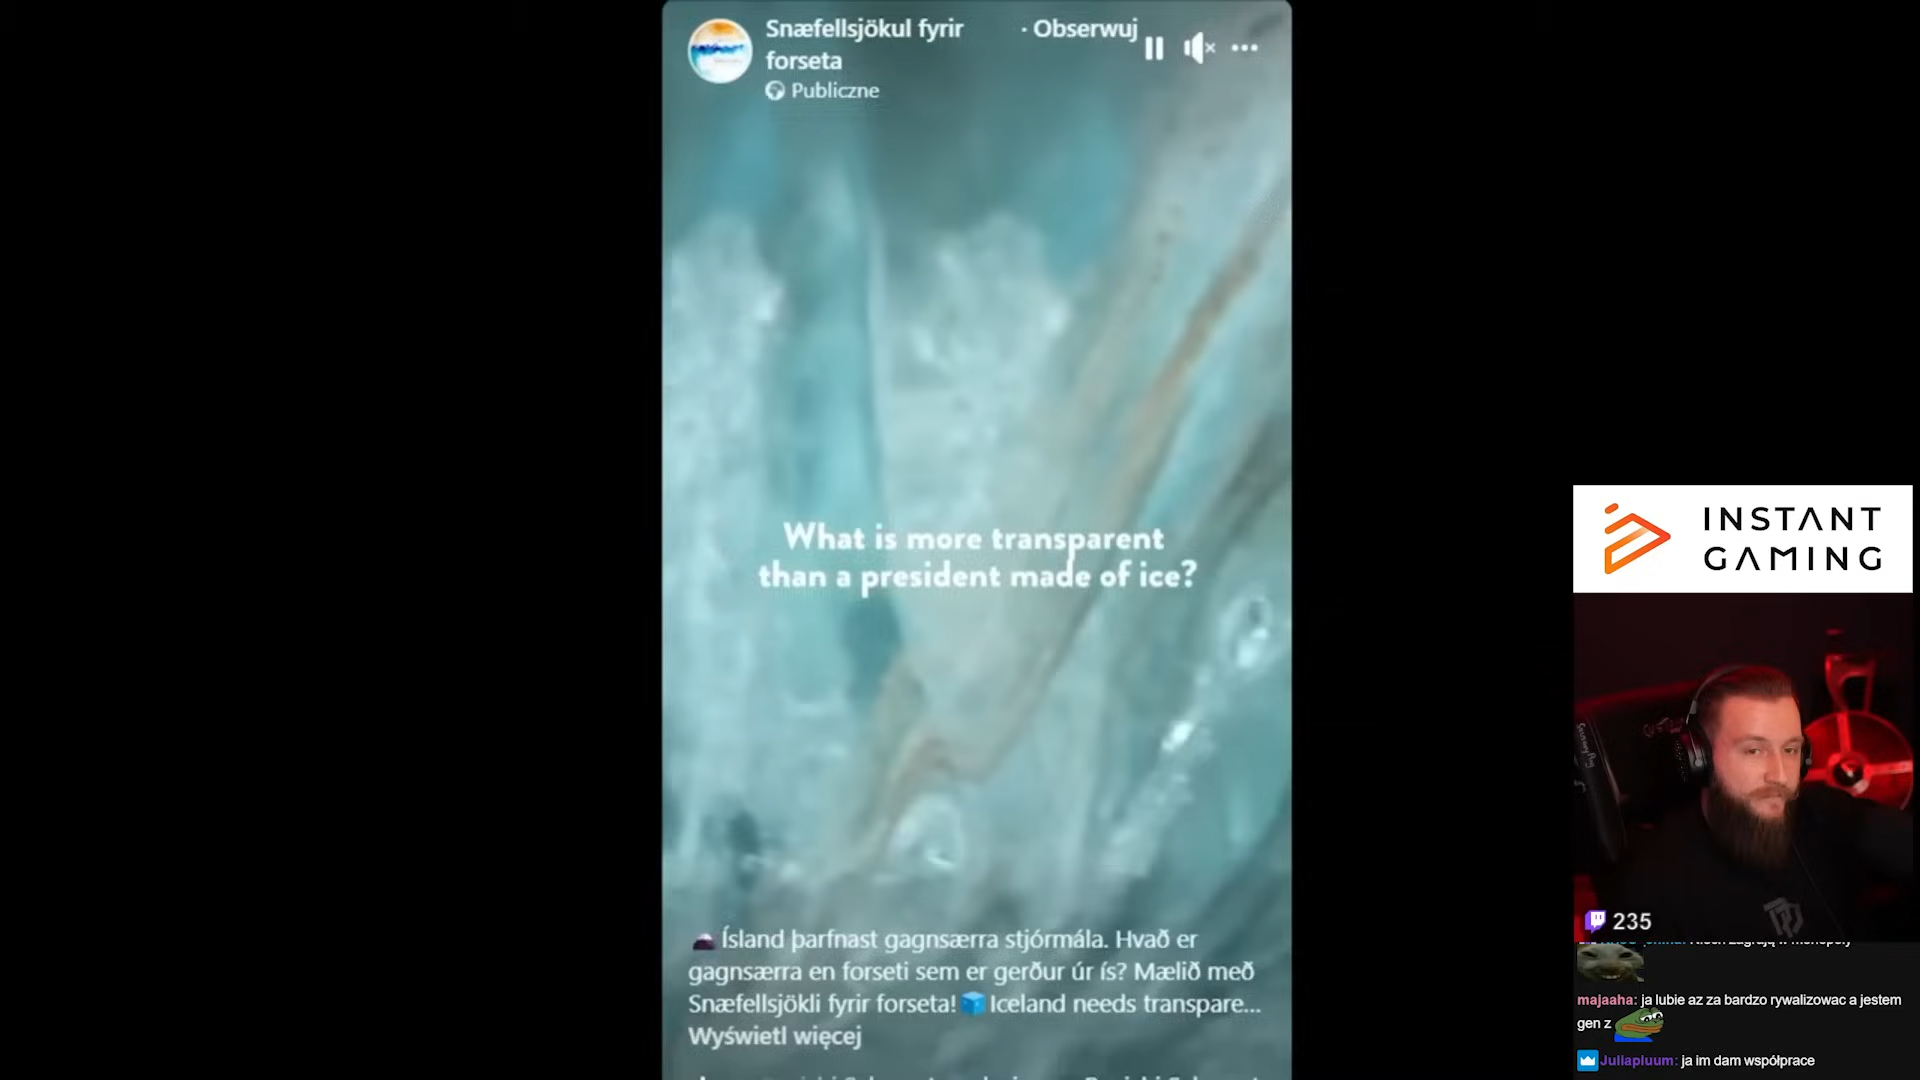 Snæfellsjökul fyrir
forseta
· Obserwuj
Publiczne
What is more transparent
than a president made of ice?
Ísland þarfnast gagnsærra stjórmála. Hvað er
gagnsærra en forseti sem er gerður úr ís? Mælið með
Snæfellsjökli fyrir forseta! Iceland needs transpare...
Wyświetl więcej
INSTANT
GAMING
235
majaaha: ja lubie az za bardzo rywalizowac a jestem
gen z
Juliapluum: ja im dam współprace